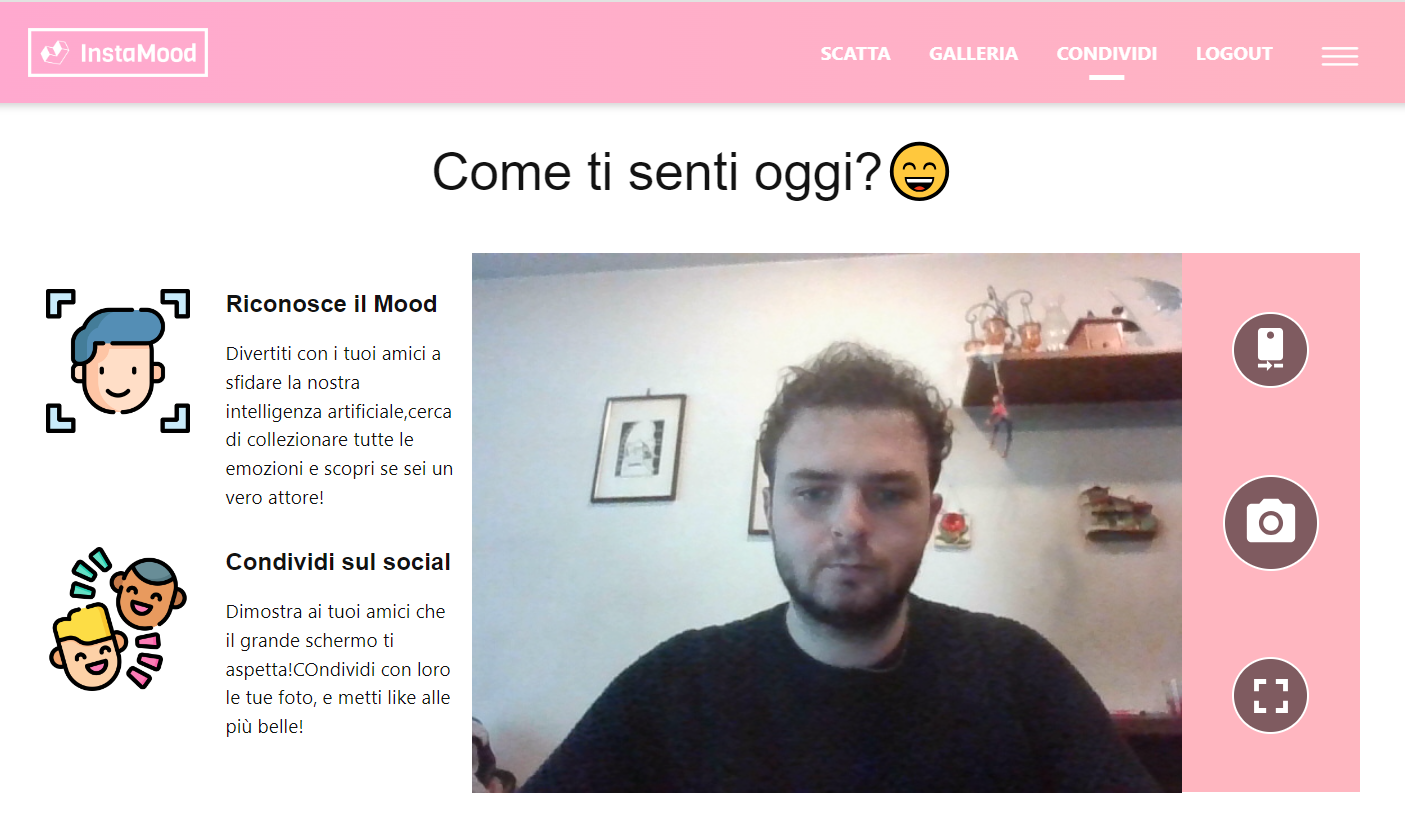 InstaMood
SCATTA
GALLERIA
CONDIVIDI
LOGOUT
Come ti senti oggi?
Riconosce il Mood
Divertiti con i tuoi amici a
sfidare la nostra
intelligenza artificiale,cerca
di collezionare tutte le
emozioni e scopri se sei un
vero attore!
Condividi sul social
Dimostra ai tuoi amici che
il grande schermo ti
aspetta!COndividi con loro
le tue foto, e metti like alle
più belle!